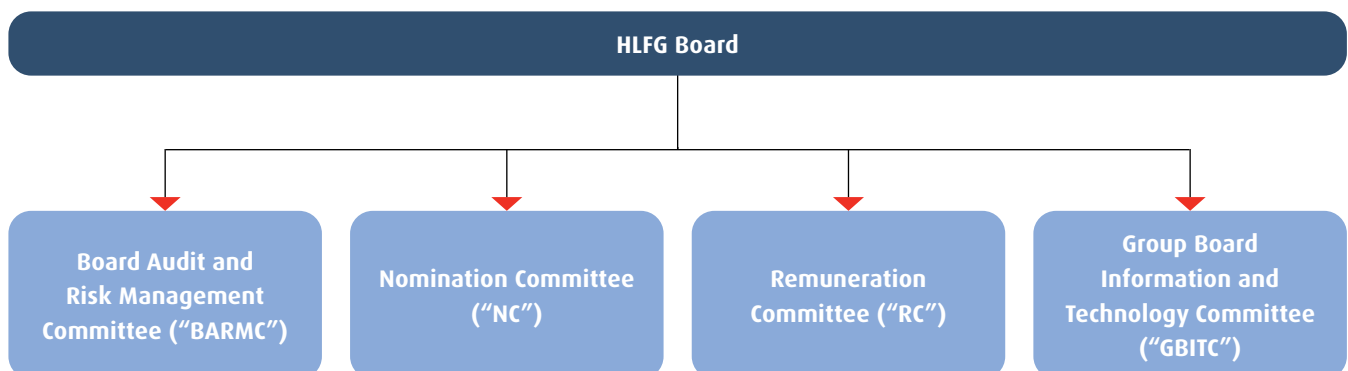 HLFG Board
Board Audit and
Risk Management
Committee (“BARMC”)
Nomination Committee
(“NC”)
Remuneration
Committee (“RC”)
Group Board
Information and
Technology Committee
(“GBITC”)